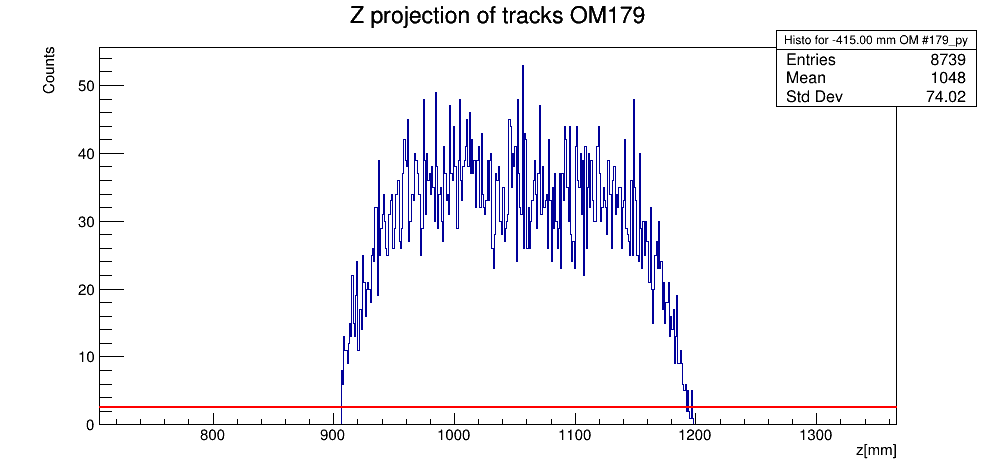 Z projection of tracks OM179
Histo for -415.00 mm OM #179_py
Entries 8739
Mean 1048
Std Dev 74.02
Counts
50
40
30
20
10
0
800 900 1000 1100 1200 1300
z[mm]